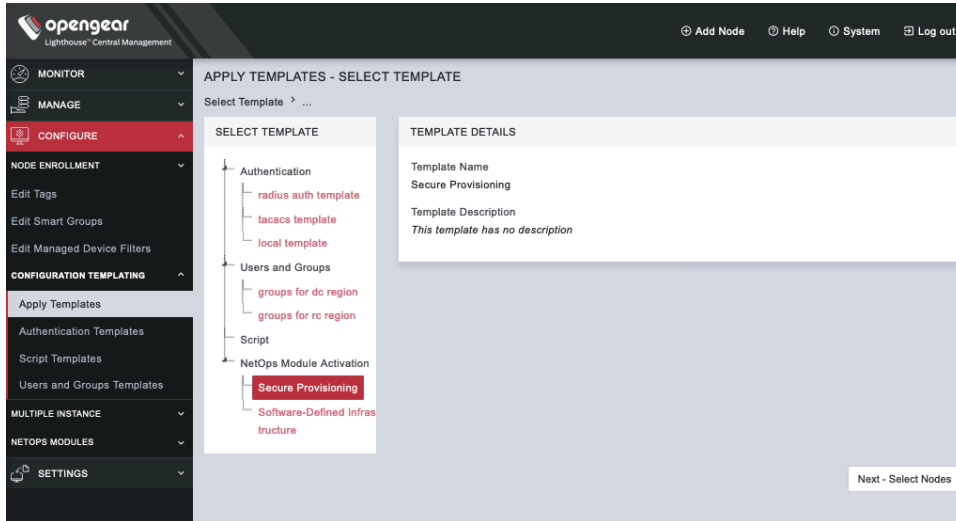 opengear
Lighthouse™ Central Management
Add Node
Help
System
Log out
MONITOR
MANAGE
CONFIGURE
NODE ENROLLMENT
Edit Tags
Edit Smart Groups
Edit Managed Device Filters
CONFIGURATION TEMPLATING
Apply Templates
Authentication Templates
Script Templates
Users and Groups Templates
MULTIPLE INSTANCE
NETOPS MODULES
SETTINGS
APPLY TEMPLATES - SELECT TEMPLATE
Select Template > ...
SELECT TEMPLATE
Authentication
radius auth template
tacacs template
local template
Users and Groups
groups for dc region
groups for rc region
Script
NetOps Module Activation
Secure Provisioning
Software-Defined Infras
tructure
TEMPLATE DETAILS
Template Name
Secure Provisioning
Template Description
This template has no description
Next - Select Nodes